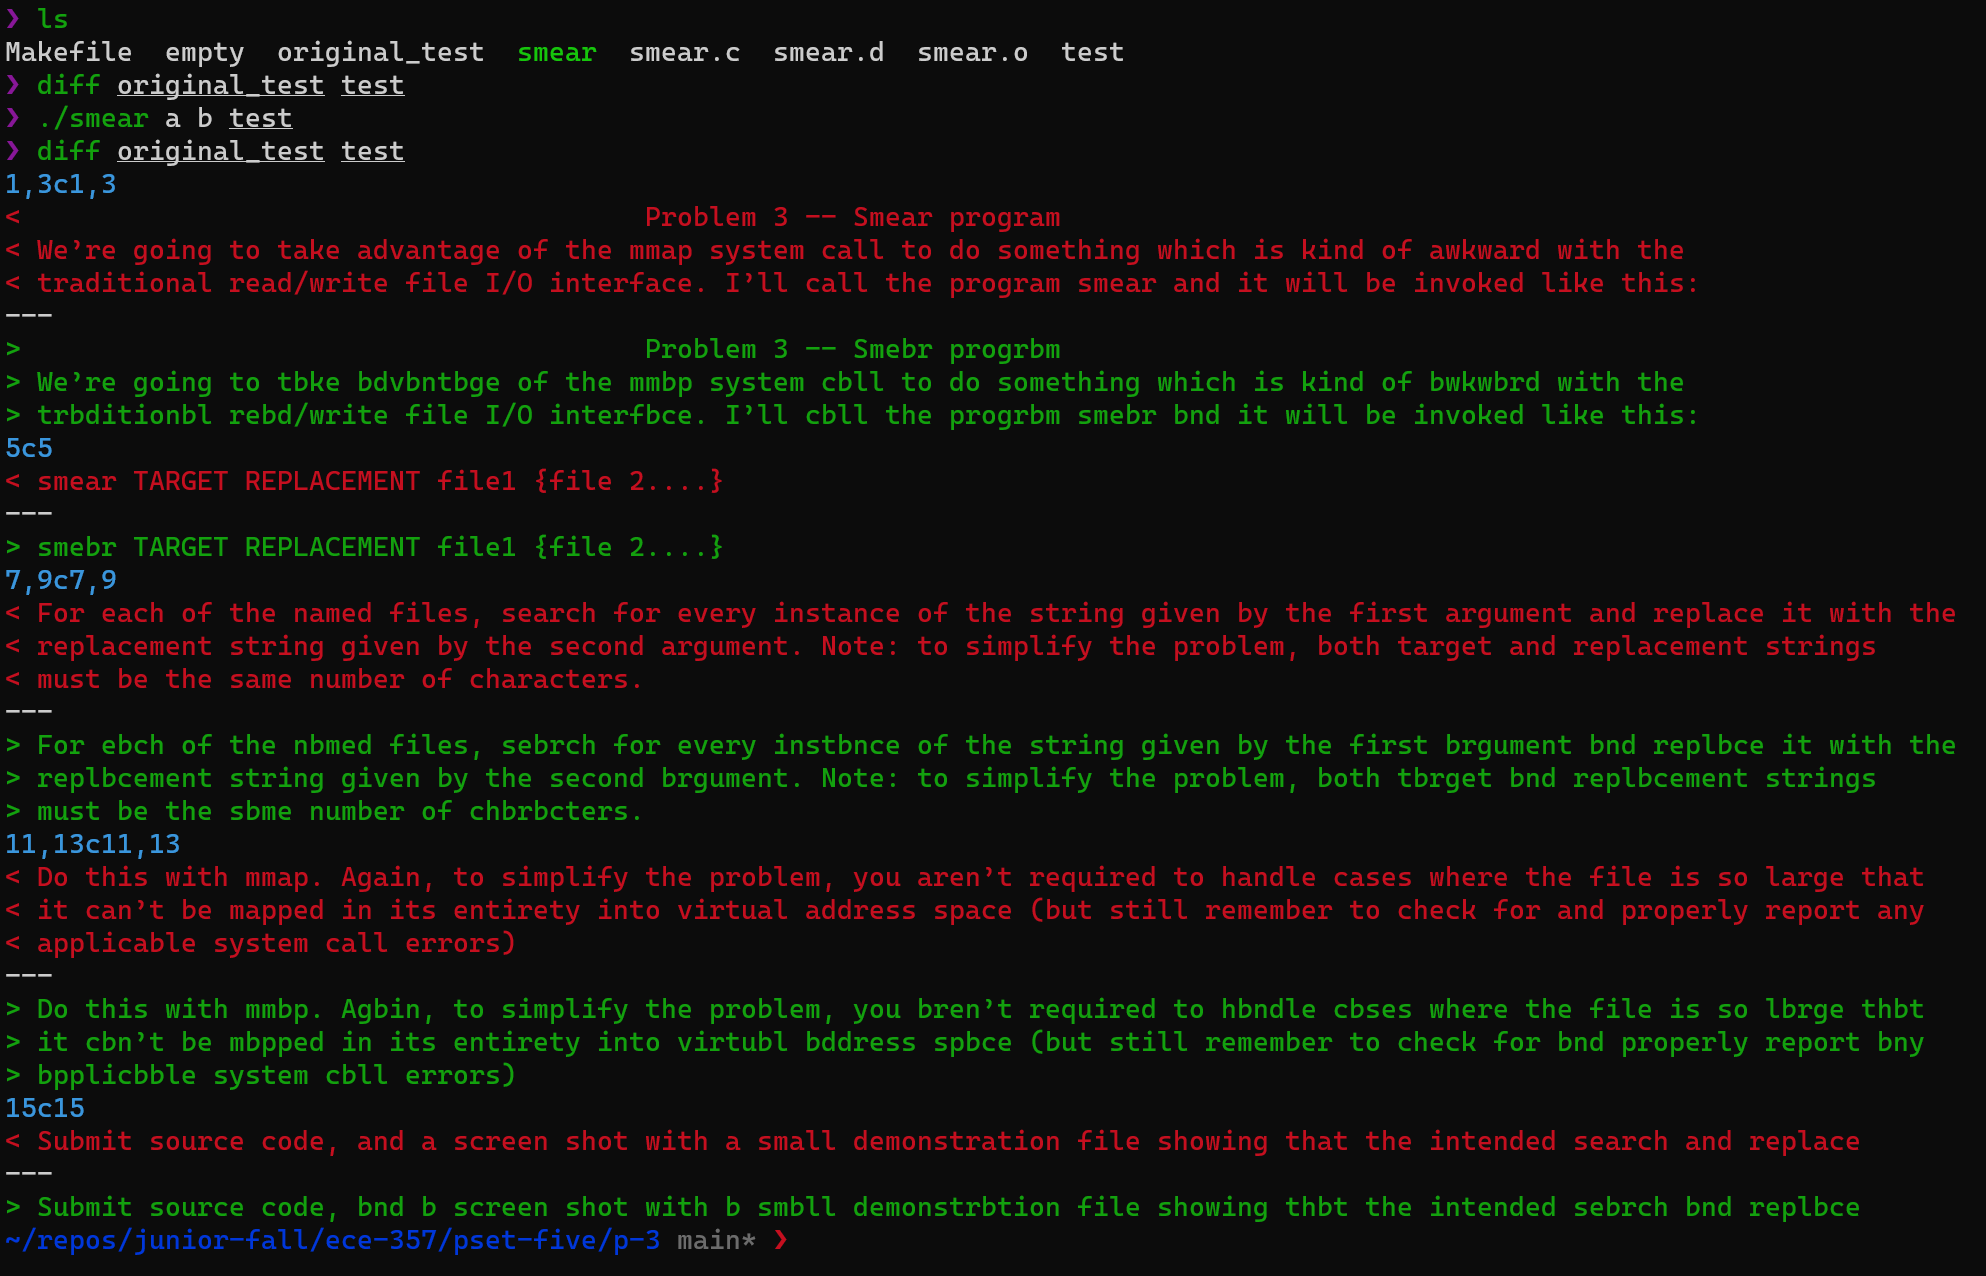 ❯ ls
Makefile  empty  original_test  smear  smear.c  smear.d  smear.o  test
❯ diff original_test test
❯ ./smear a b test
❯ diff original_test test
1,3c1,3
<                                       Problem 3 -- Smear program
< We’re going to take advantage of the mmap system call to do something which is kind of awkward with the
< traditional read/write file I/O interface. I’ll call the program smear and it will be invoked like this:
---
>                                       Problem 3 -- Smebr progrbm
> We’re going to tbke bdvbntbge of the mmbp system cbll to do something which is kind of bwkwbrd with the
> trbditionbl rebd/write file I/O interfbce. I’ll cbll the progrbm smebr bnd it will be invoked like this:
5c5
< smear TARGET REPLACEMENT file1 {file 2....}
---
> smebr TARGET REPLACEMENT file1 {file 2....}
7,9c7,9
< For each of the named files, search for every instance of the string given by the first argument and replace it with the
< replacement string given by the second argument. Note: to simplify the problem, both target and replacement strings
< must be the same number of characters.
---
> For ebch of the nbmed files, sebrch for every instbnce of the string given by the first brgument bnd replbce it with the
> replbcement string given by the second brgument. Note: to simplify the problem, both tbrget bnd replbcement strings
> must be the sbme number of chbrbcters.
11,13c11,13
< Do this with mmap. Again, to simplify the problem, you aren’t required to handle cases where the file is so large that
< it can’t be mapped in its entirety into virtual address space (but still remember to check for and properly report any
< applicable system call errors)
---
> Do this with mmbp. Agbin, to simplify the problem, you bren’t required to hbndle cbses where the file is so lbrge thbt
> it cbn’t be mbpped in its entirety into virtubl bddress spbce (but still remember to check for bnd properly report bny
> bpplicbble system cbll errors)
15c15
< Submit source code, and a screen shot with a small demonstration file showing that the intended search and replace
---
> Submit source code, bnd b screen shot with b smbll demonstrbtion file showing thbt the intended sebrch bnd replbce
~/repos/junior-fall/ece-357/pset-five/p-3 main* ❯